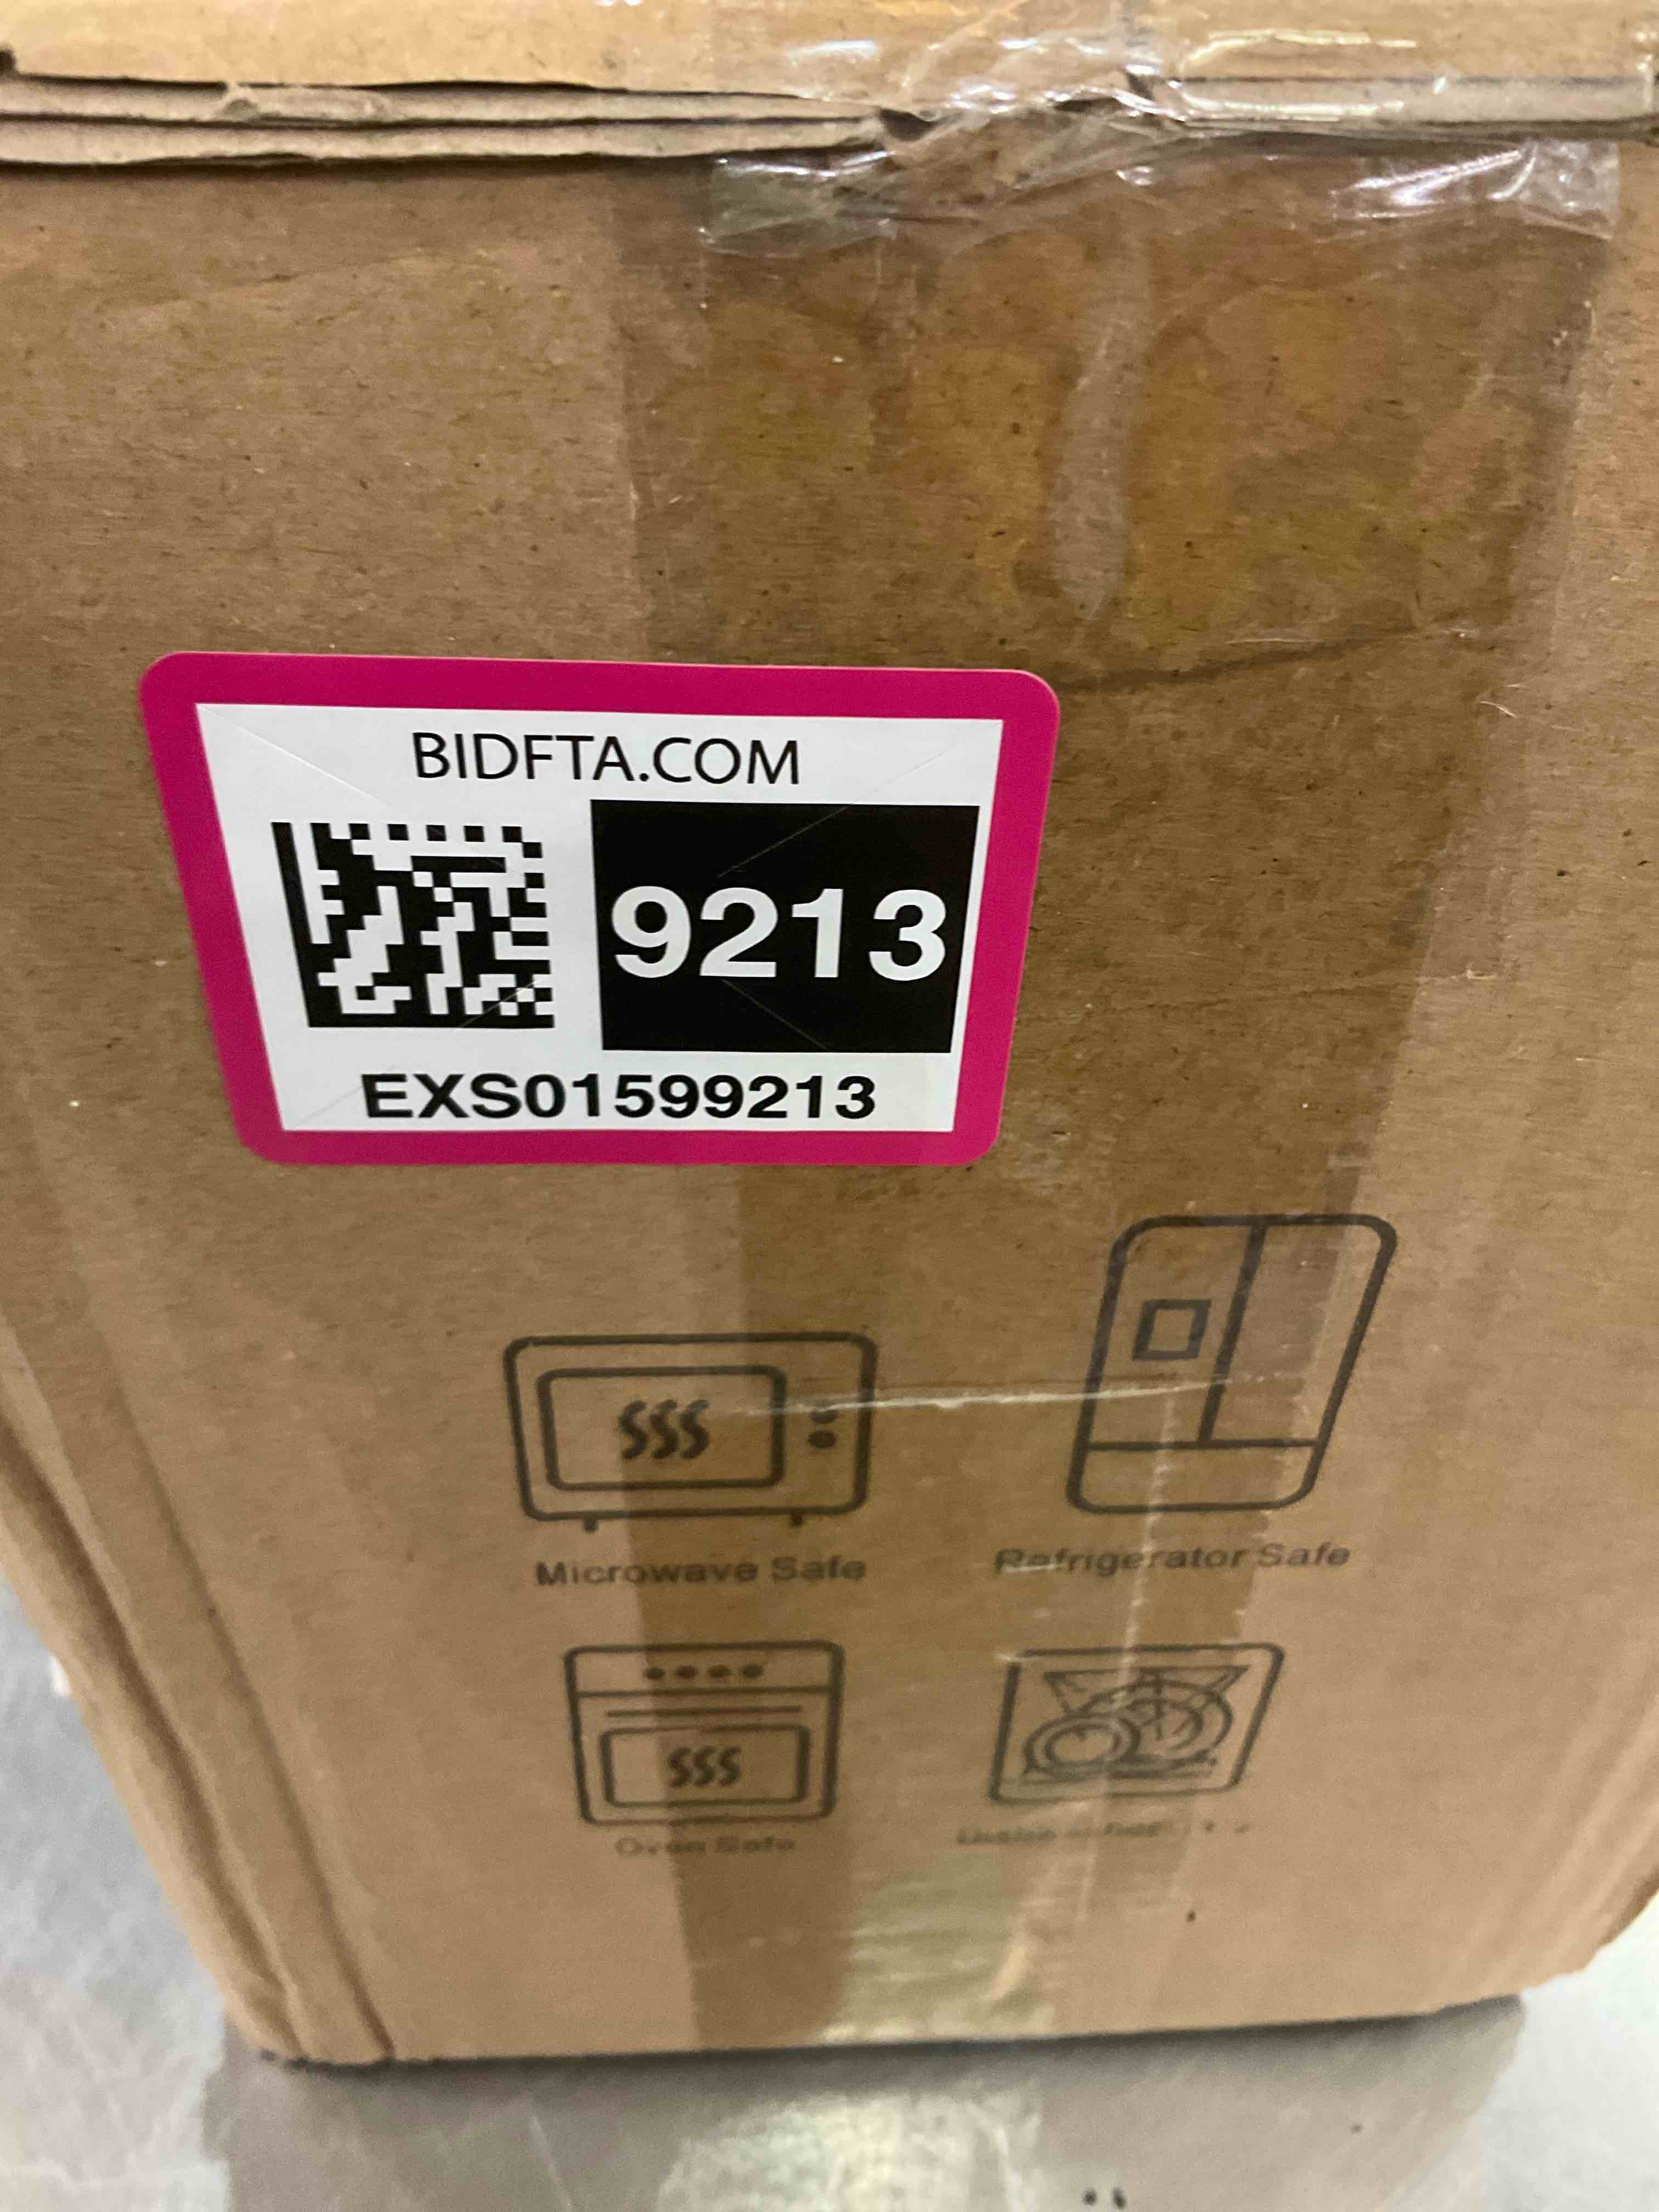 BIDFTA.COM
9213
EXS01599213
Microwave Safe
Refrigerator Safe
Oven Safe